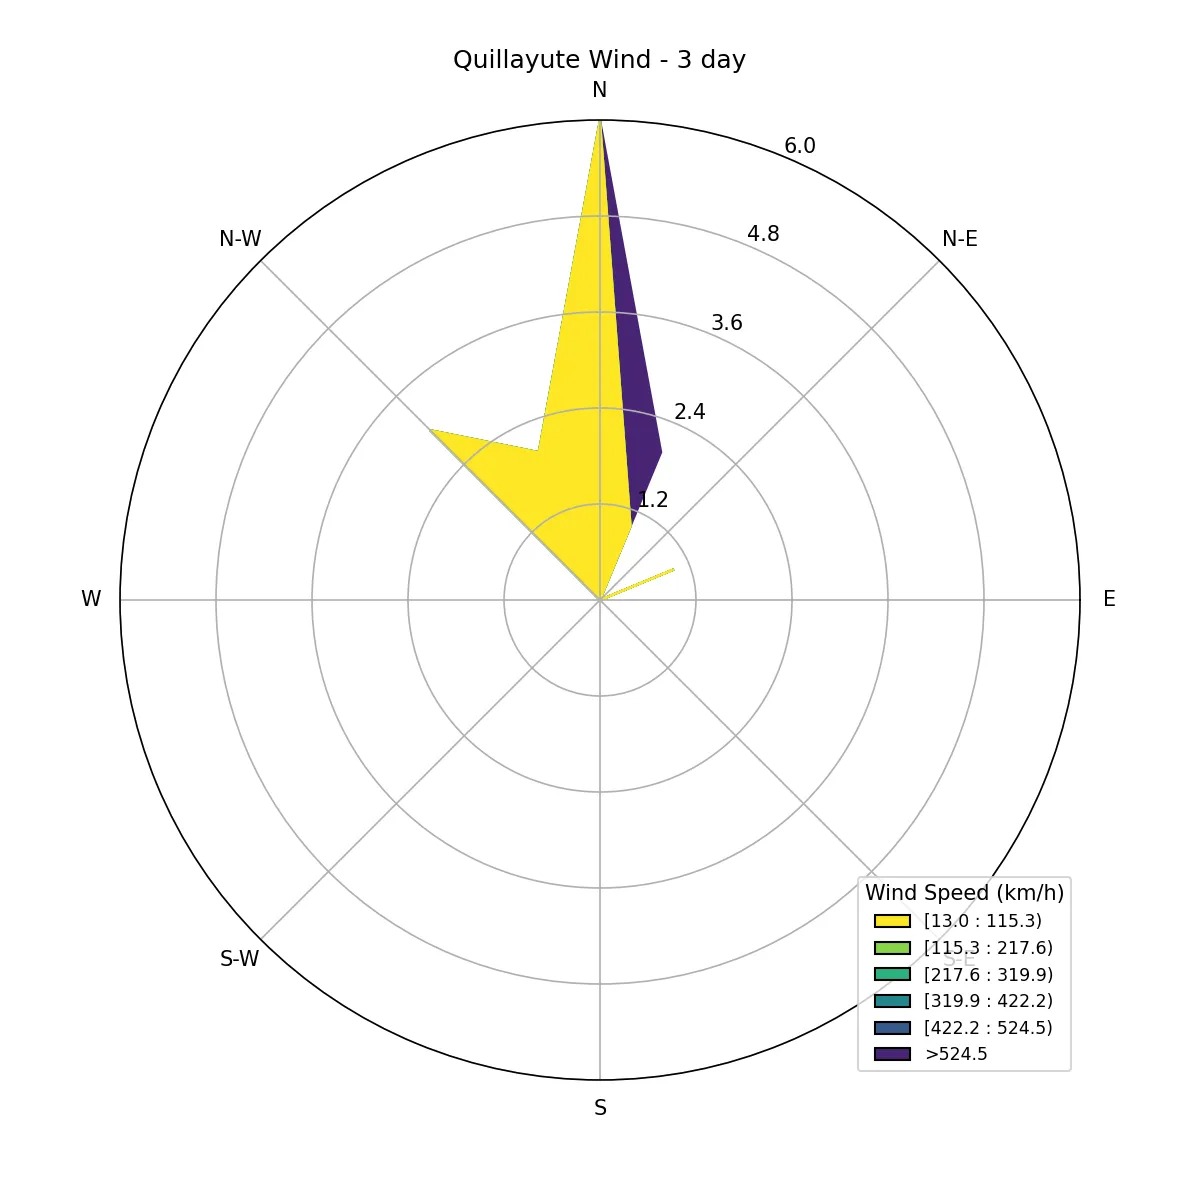 Quillayute Wind - 3 day
N
6.0
N-W
4.8
N-E
3.6
2.4
1.2
W
E
Wind Speed (km/h)
[13.0 : 115.3)
[115.3 : 217.6)
S-W
S-E
[217.6 : 319.9)
[319.9 : 422.2)
[422.2 : 524.5)
>524.5
S